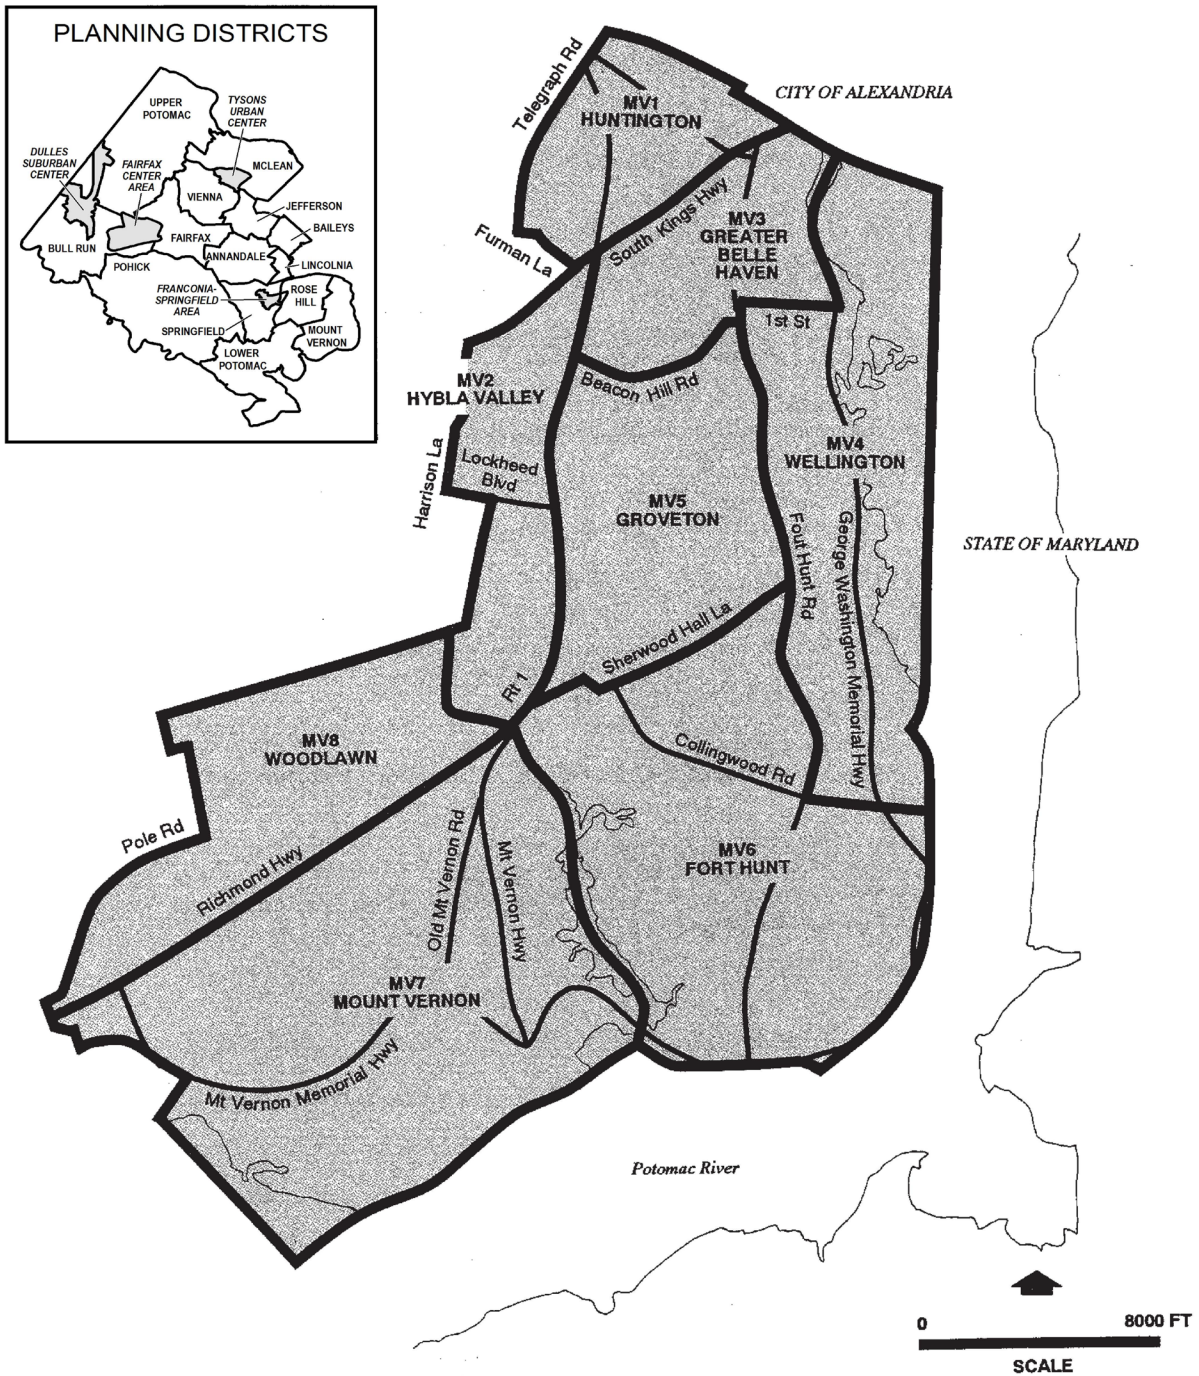 PLANNING DISTRICTS
UPPER
POTOMAC
TYSONS
URBAN
CENTER
DULLES
SUBURBAN
CENTER
FAIRFAX
CENTER
AREA
MCLEAN
VIENNA
JEFFERSON
BAILEYS
BULL RUN
FAIRFAX
ANNANDALE
LINCOLNIA
POHICK
FRANCONIA-
SPRINGFIELD
AREA
ROSE
HILL
SPRINGFIELD
MOUNT
VERNON
LOWER
POTOMAC
Telegraph Rd
CITY OF ALEXANDRIA
MV1
HUNTINGTON
South Kings Hwy
Furman La
MV3
GREATER
BELLE
HAVEN
1st St
MV2
HYBLA VALLEY
Beacon Hill Rd
Harrison La
Lockheed
Blvd
MV4
WELLINGTON
MV5
GROVETON
Fout Hunt Rd
George Washington Memorial Hwy
STATE OF MARYLAND
Sherwood Hall La
Rt 1
MV8
WOODLAWN
Collingwood Rd
Pole Rd
Richmond Hwy
Old Mt Vernon Rd
Mt Vernon Hwy
MV6
FORT HUNT
MV7
MOUNT VERNON
Mt Vernon Memorial Hwy
Potomac River
0 8000 FT
SCALE